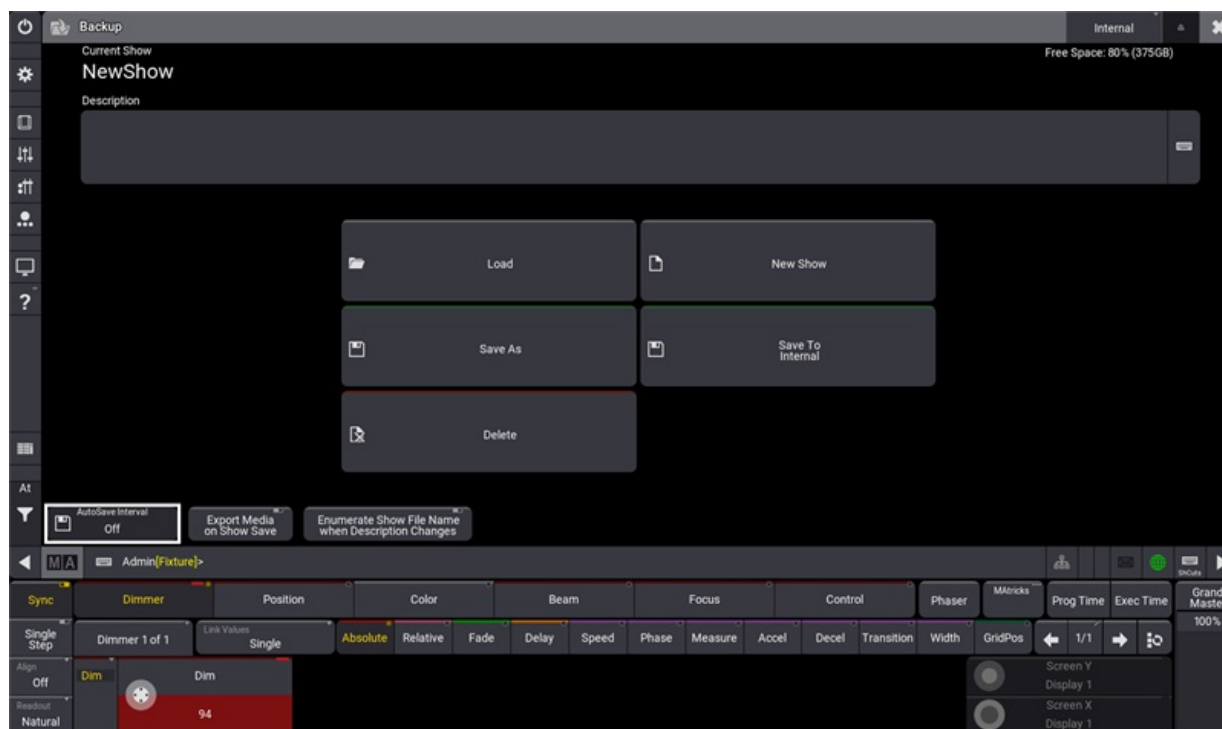 Backup
Internal
Current Show
Free Space: 80% (375GB)
NewShow
Description
Load
New Show
Save As
Save To
Internal
Delete
?
At
AutoSave Interval
Off
Export Media
on Show Save
Enumerate Show File Name
when Description Changes
MA
Admin[Fixture]>
ShCuts
Sync
Dimmer
Position
Color
Beam
Focus
Control
Phaser
MAtricks
Prog Time
Exec Time
Grand
Maste
100%
Single
Step
Dimmer 1 of 1
Link Values
Single
Absolute
Relative
Fade
Delay
Speed
Phase
Measure
Accel
Decel
Transition
Width
GridPos
1/1
Align
Off
Dim
Dim
Screen Y
Display 1
Readout
Natural
94
Screen X
Display 1